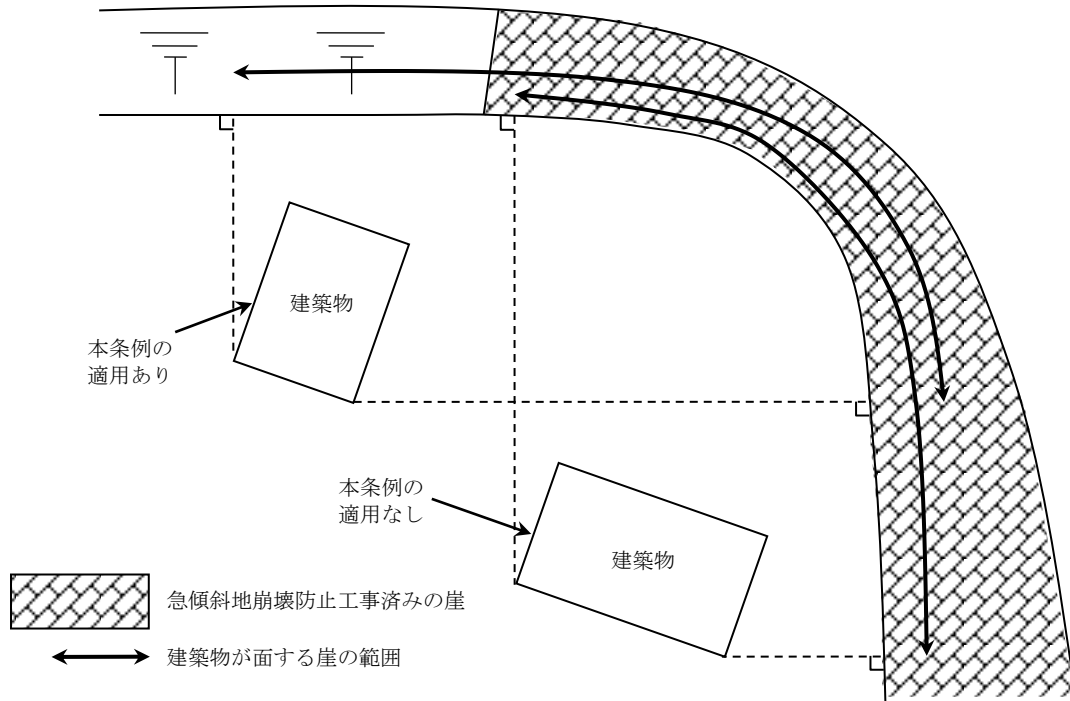 建築物
本条例の
適用あり
本条例の
適用なし
建築物
急傾斜地崩壊防止工事済みの崖
建築物が面する崖の範囲